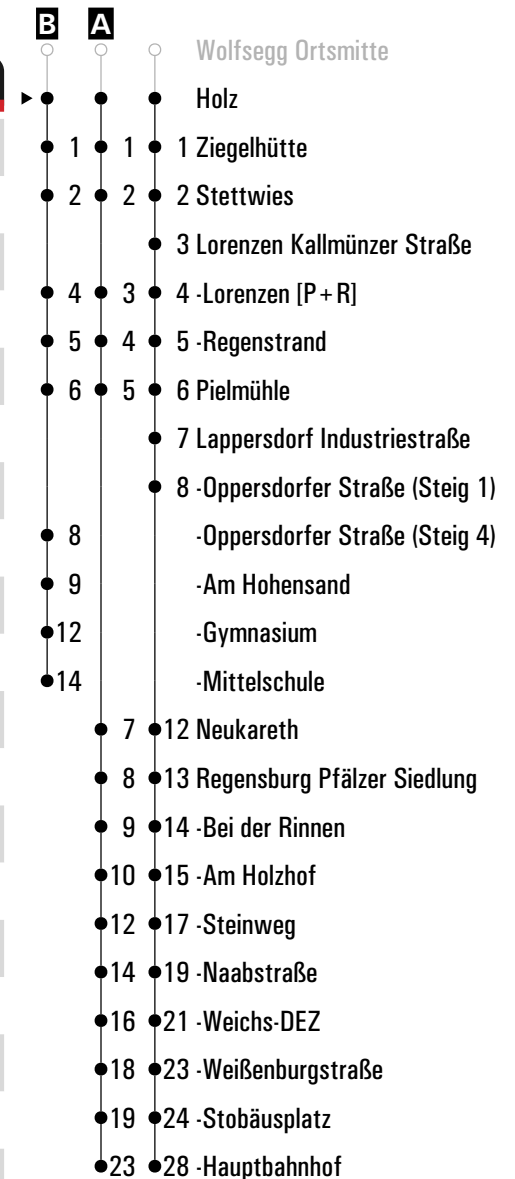 B A
Wolfsegg Ortsmitte
Holz
1 1 1 Ziegelhütte
2 2 2 Stettwies
3 Lorenzen Kallmünzer Straße
4 3 4 -Lorenzen [P+R]
5 4 5 -Regenstrand
6 5 6 Pielmühle
7 Lappersdorf Industriestraße
8 -Oppersdorfer Straße (Steig 1)
8 -Oppersdorfer Straße (Steig 4)
9 -Am Hohensand
12 -Gymnasium
14 -Mittelschule
7 12 Neukareth
8 13 Regensburg Pfälzer Siedlung
9 14 -Bei der Rinnen
10 15 -Am Holzhof
12 17 -Steinweg
14 19 -Naabstraße
16 21 -Weichs-DEZ
18 23 -Weißenburgstraße
19 24 -Stobäusplatz
23 28 -Hauptbahnhof